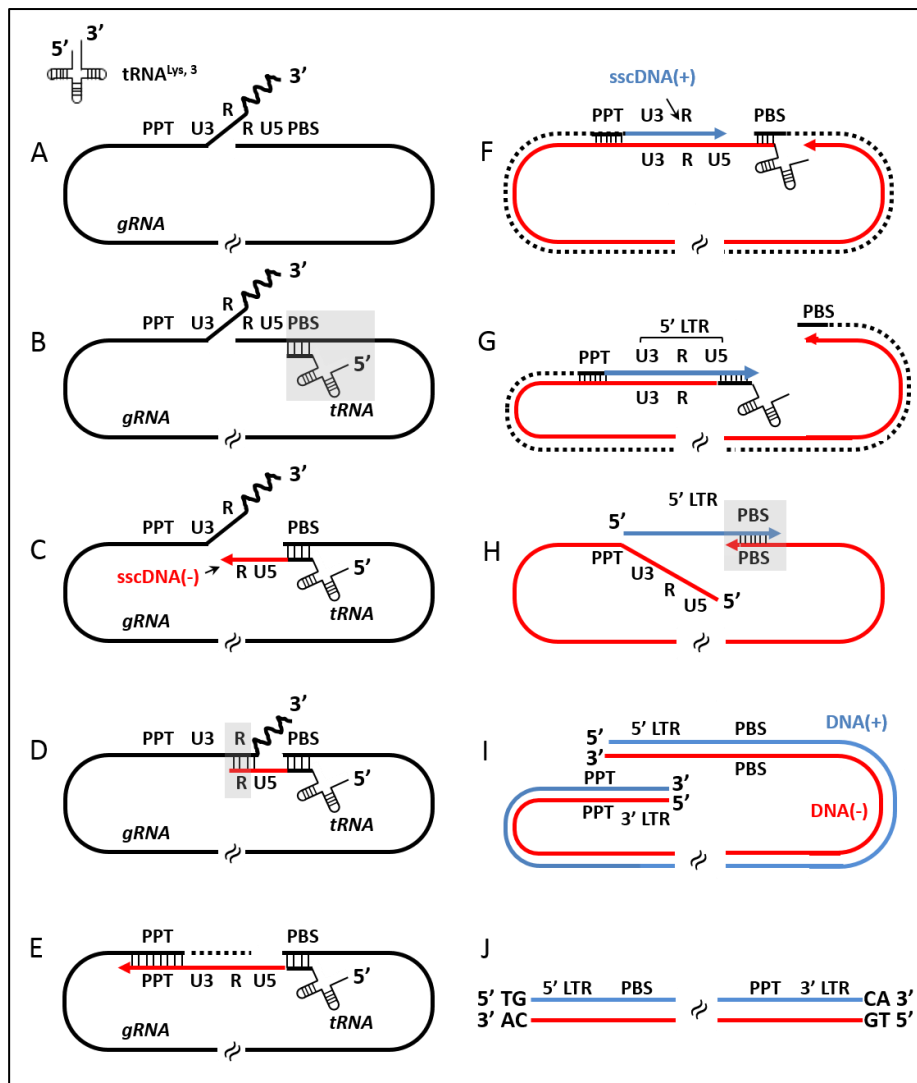 5’ 3’
tRNA^Lys, 3
A
PPT U3 R R U5 PBS
3’
gRNA
B
PPT U3 R R U5 PBS
3’
5’
gRNA
tRNA
C
PPT U3 R PBS
3’
sscDNA(-)
R U5
5’
gRNA
tRNA
D
PPT U3 R PBS
3’
R U5
5’
gRNA
tRNA
E
PPT PBS
PPT U3 R U5
5’
gRNA
tRNA
F
sscDNA(+)
PPT U3 R PBS
U3 R U5
G
5’ LTR
PBS
PPT U3 R U5
U3 R
H
5’ LTR
5’ PBS
PPT PBS
U3
R
U5 5’
I
DNA(+)
5’ 5’ LTR PBS
3’ PBS
PPT 3’
PPT 3’ LTR 5’
DNA(-)
J
5’ TG 5’ LTR PBS PPT 3’ LTR CA 3’
3’ AC GT 5’